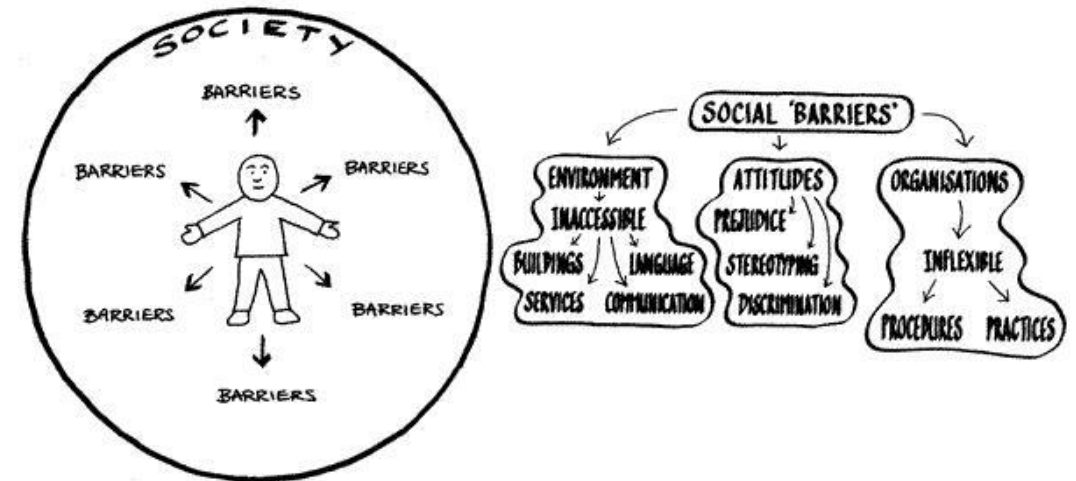 SOCIETY
BARRIERS
BARRIERS
BARRIERS
BARRIERS
BARRIERS
BARRIERS
SOCIAL 'BARRIERS'
ENVIRONMENT
INACCESSIBLE
BUILDINGS LANGUAGE
SERVICES COMMUNICATION
ATTITUDES
PREJUDICE
STEREOTYPING
DISCRIMINATION
ORGANISATIONS
INFLEXIBLE
PROCEDURES PRACTICES